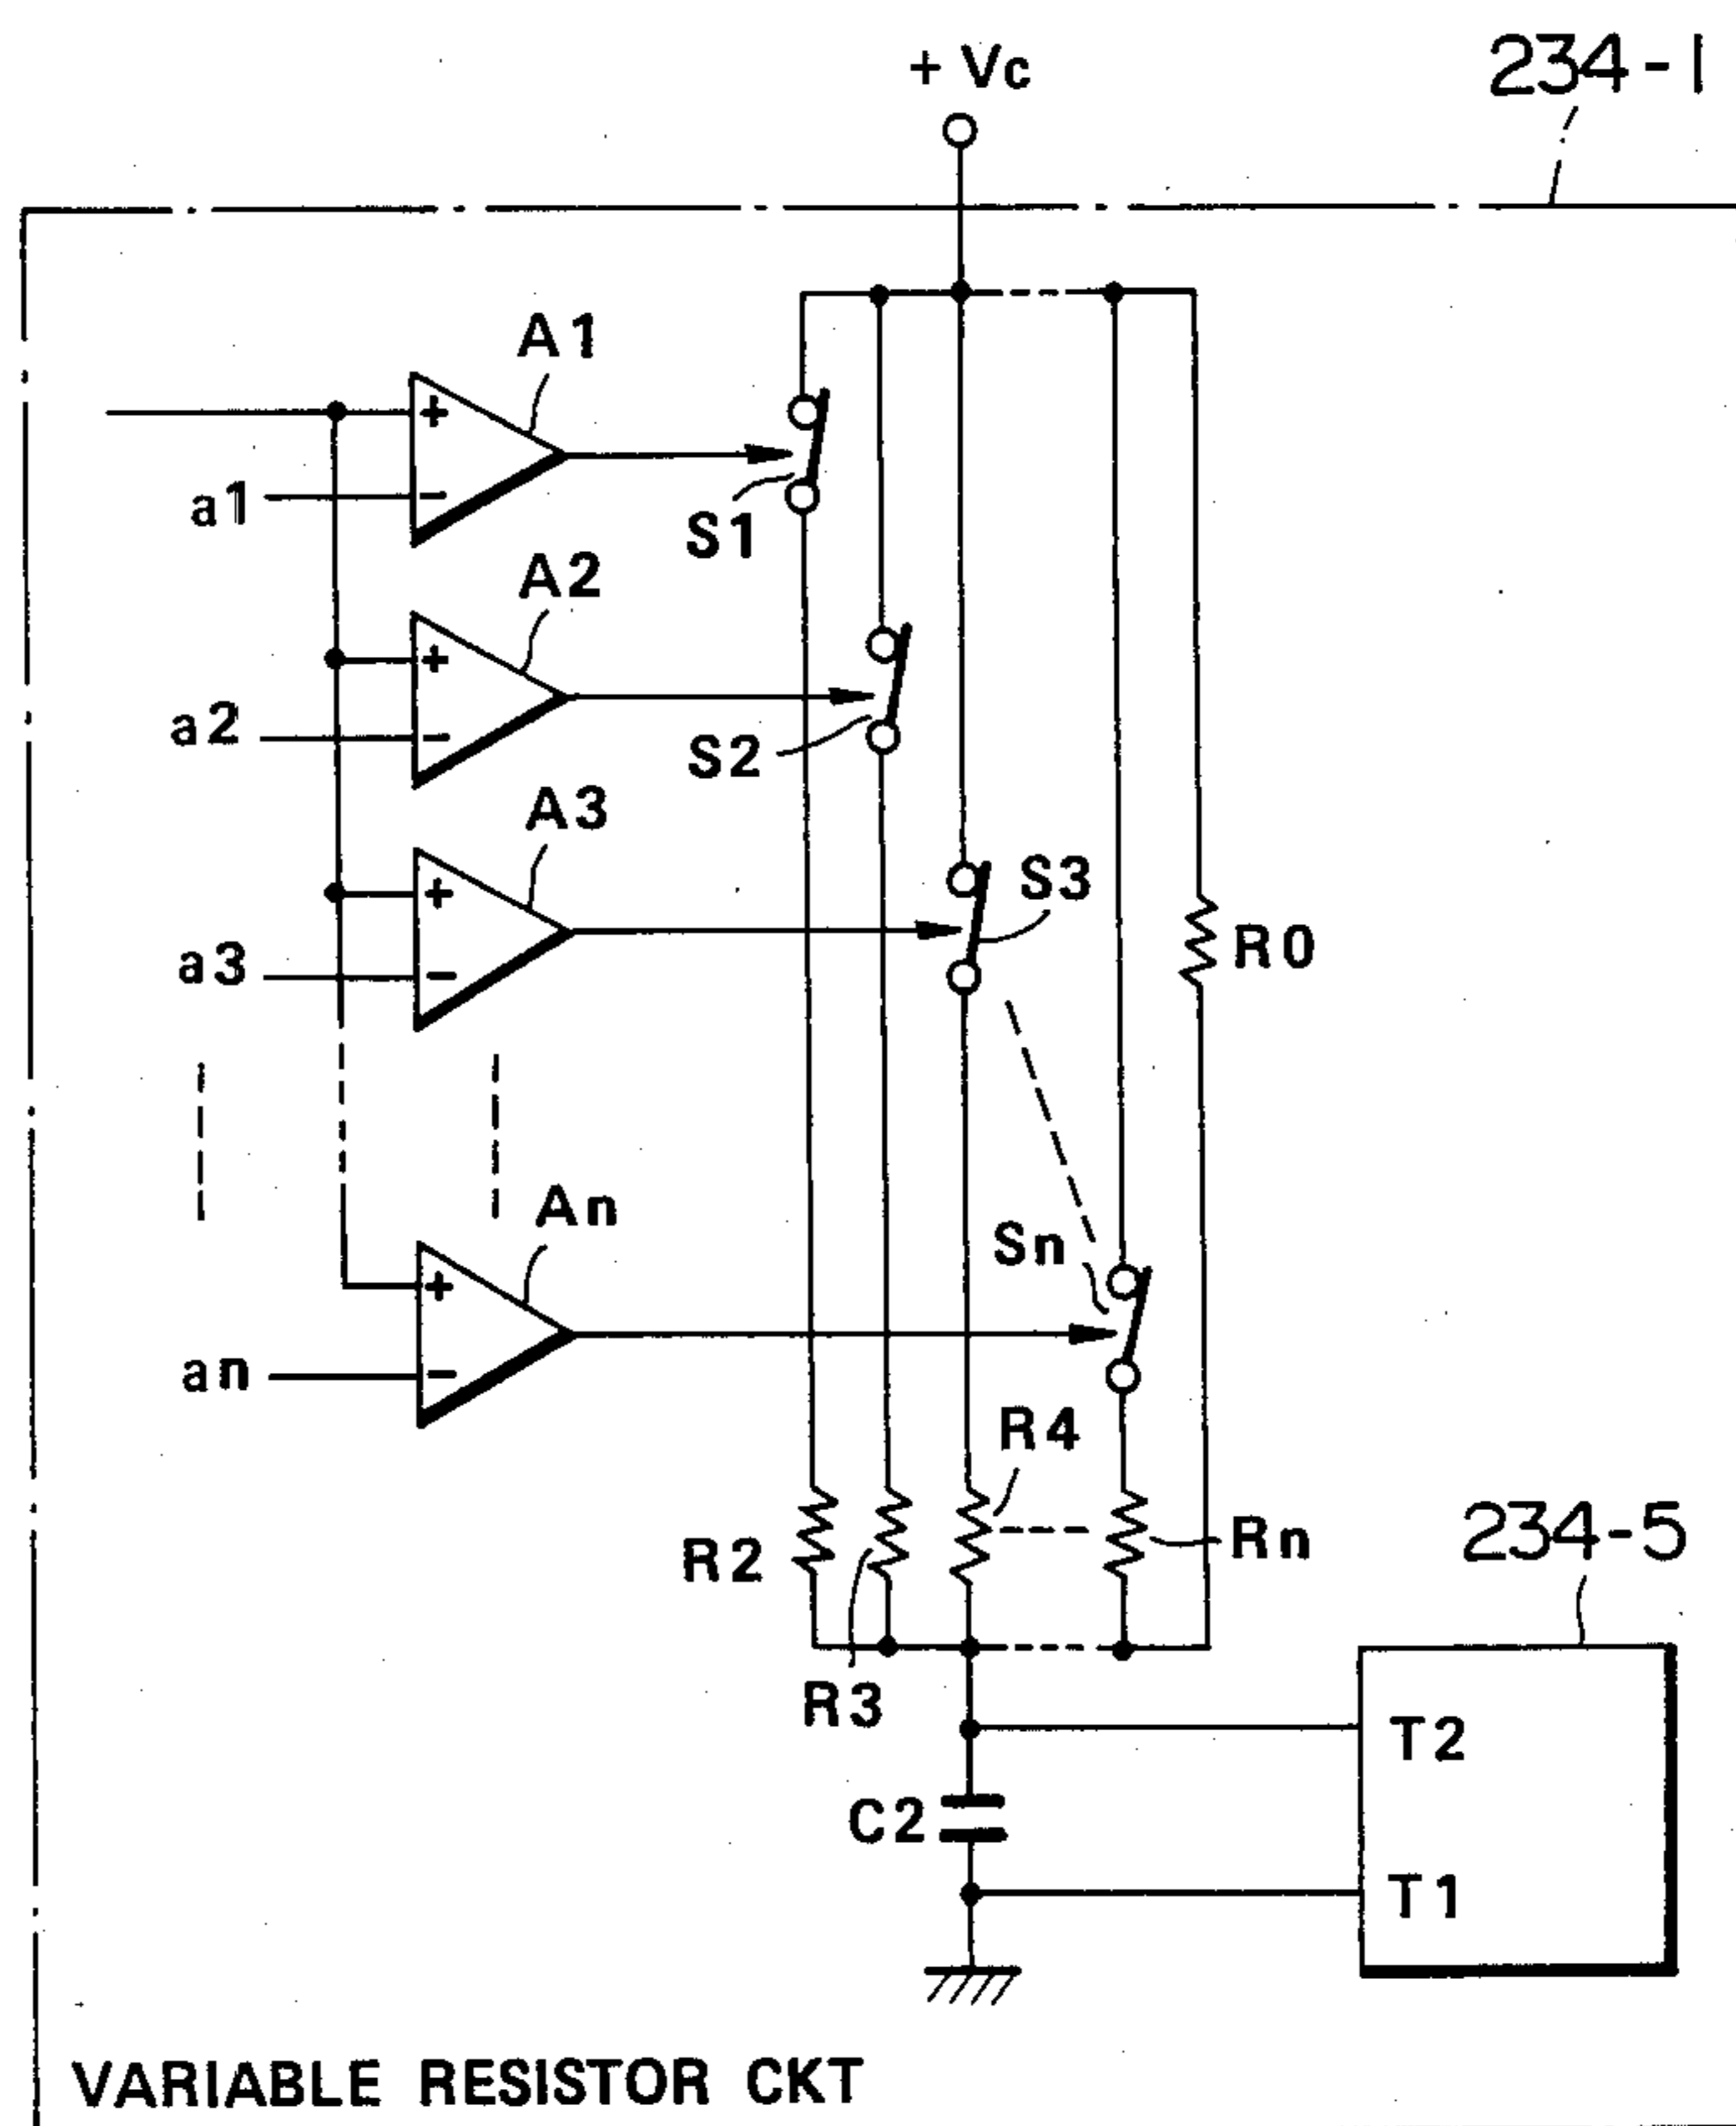 + Vc
234-1
A1
+
-
a1
S1
A2
+
-
a2
S2
A3
+
-
a3
S3
R0
An
+
-
an
Sn
R4
R2
Rn
234-5
R3
T2
C2
T1
VARIABLE RESISTOR CKT